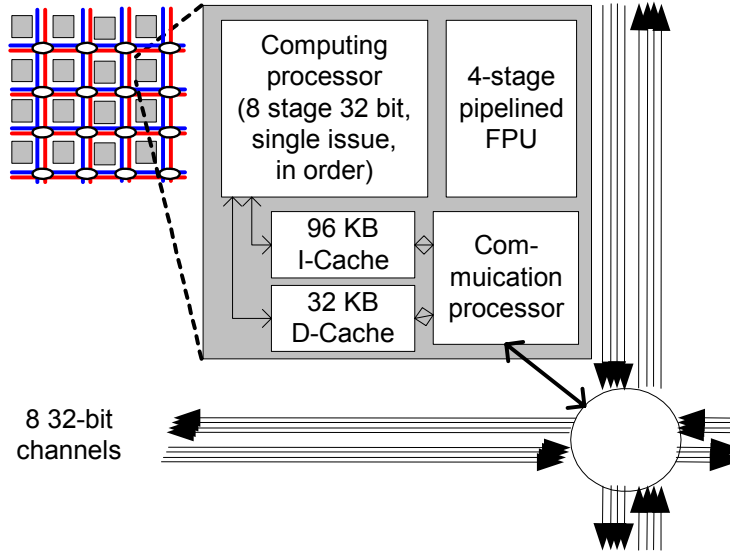 Computing
processor
(8 stage 32 bit,
single issue,
in order)
4-stage
pipelined
FPU
96 KB
I-Cache
32 KB
D-Cache
Com-
muication
processor
8 32-bit
channels